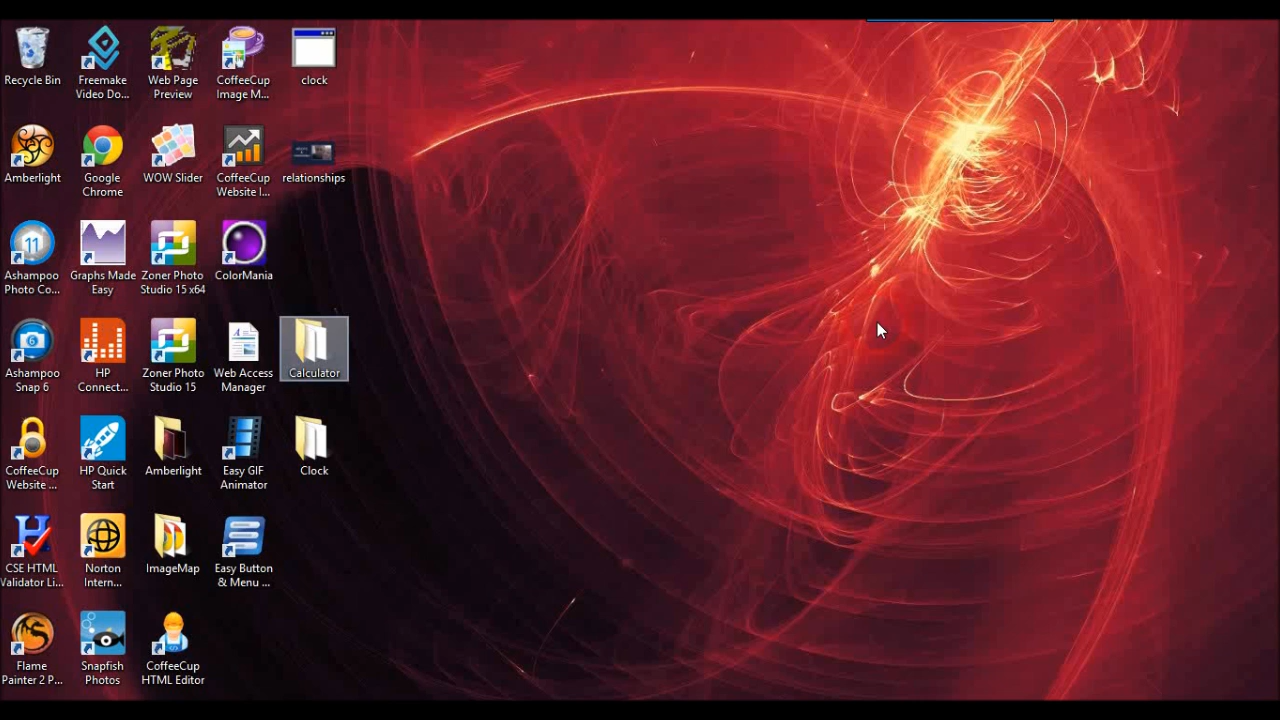 Recycle Bin
Freemake
Video Do...
Web Page
Preview
CoffeeCup
Image M...
clock
Amberlight
Google
Chrome
WOW Slider
CoffeeCup
Website I...
relationships
Ashampoo
Photo Co...
Graphs Made
Easy
Zoner Photo
Studio 15 x64
ColorMania
Ashampoo
Snap 6
HP
Connect...
Zoner Photo
Studio 15
Web Access
Manager
Calculator
CoffeeCup
Website ...
HP Quick
Start
Amberlight
Easy GIF
Animator
Clock
CSE HTML
Validator Li...
Norton
Intern...
ImageMap
Easy Button
& Menu ...
Flame
Painter 2 P...
Snapfish
Photos
CoffeeCup
HTML Editor